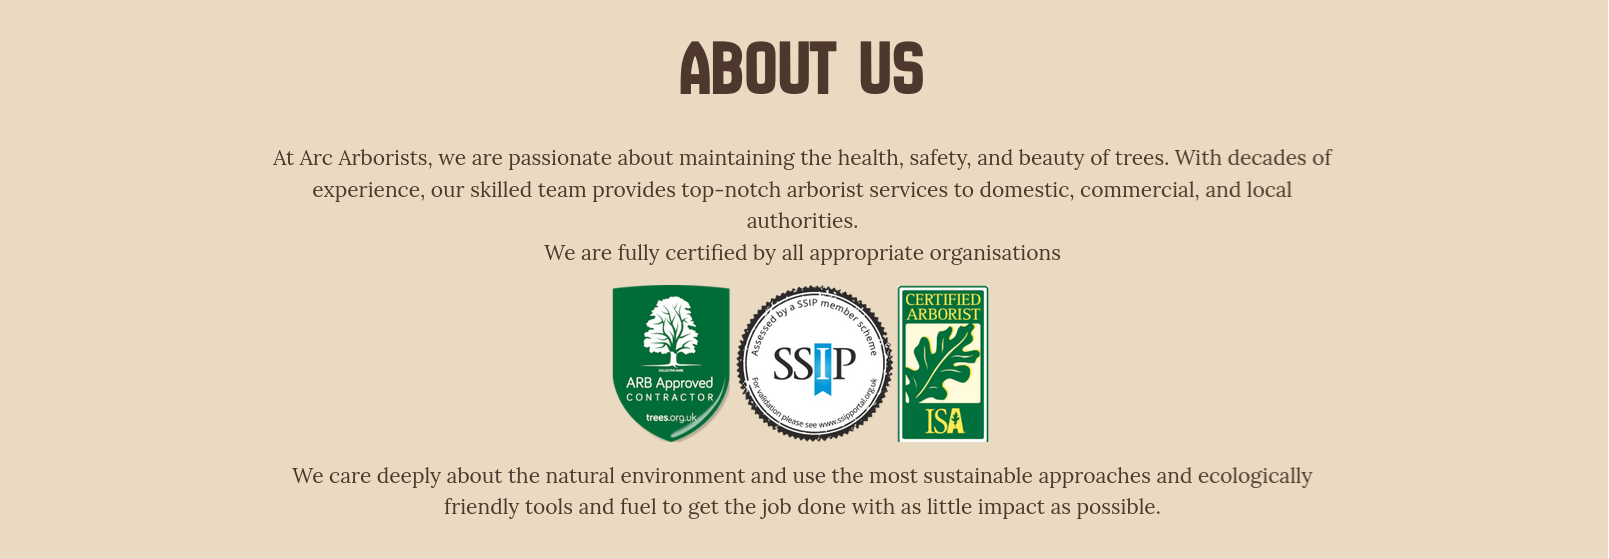 ABOUT US
At Arc Arborists, we are passionate about maintaining the health, safety, and beauty of trees. With decades of
experience, our skilled team provides top-notch arborist services to domestic, commercial, and local
authorities.
We are fully certified by all appropriate organisations
ARB Approved
CONTRACTOR
trees.org.uk
Assessed by a SSIP member scheme
SSIP
For validation please see www.ssipportal.org.uk
CERTIFIED
ARBORIST
ISA
We care deeply about the natural environment and use the most sustainable approaches and ecologically
friendly tools and fuel to get the job done with as little impact as possible.